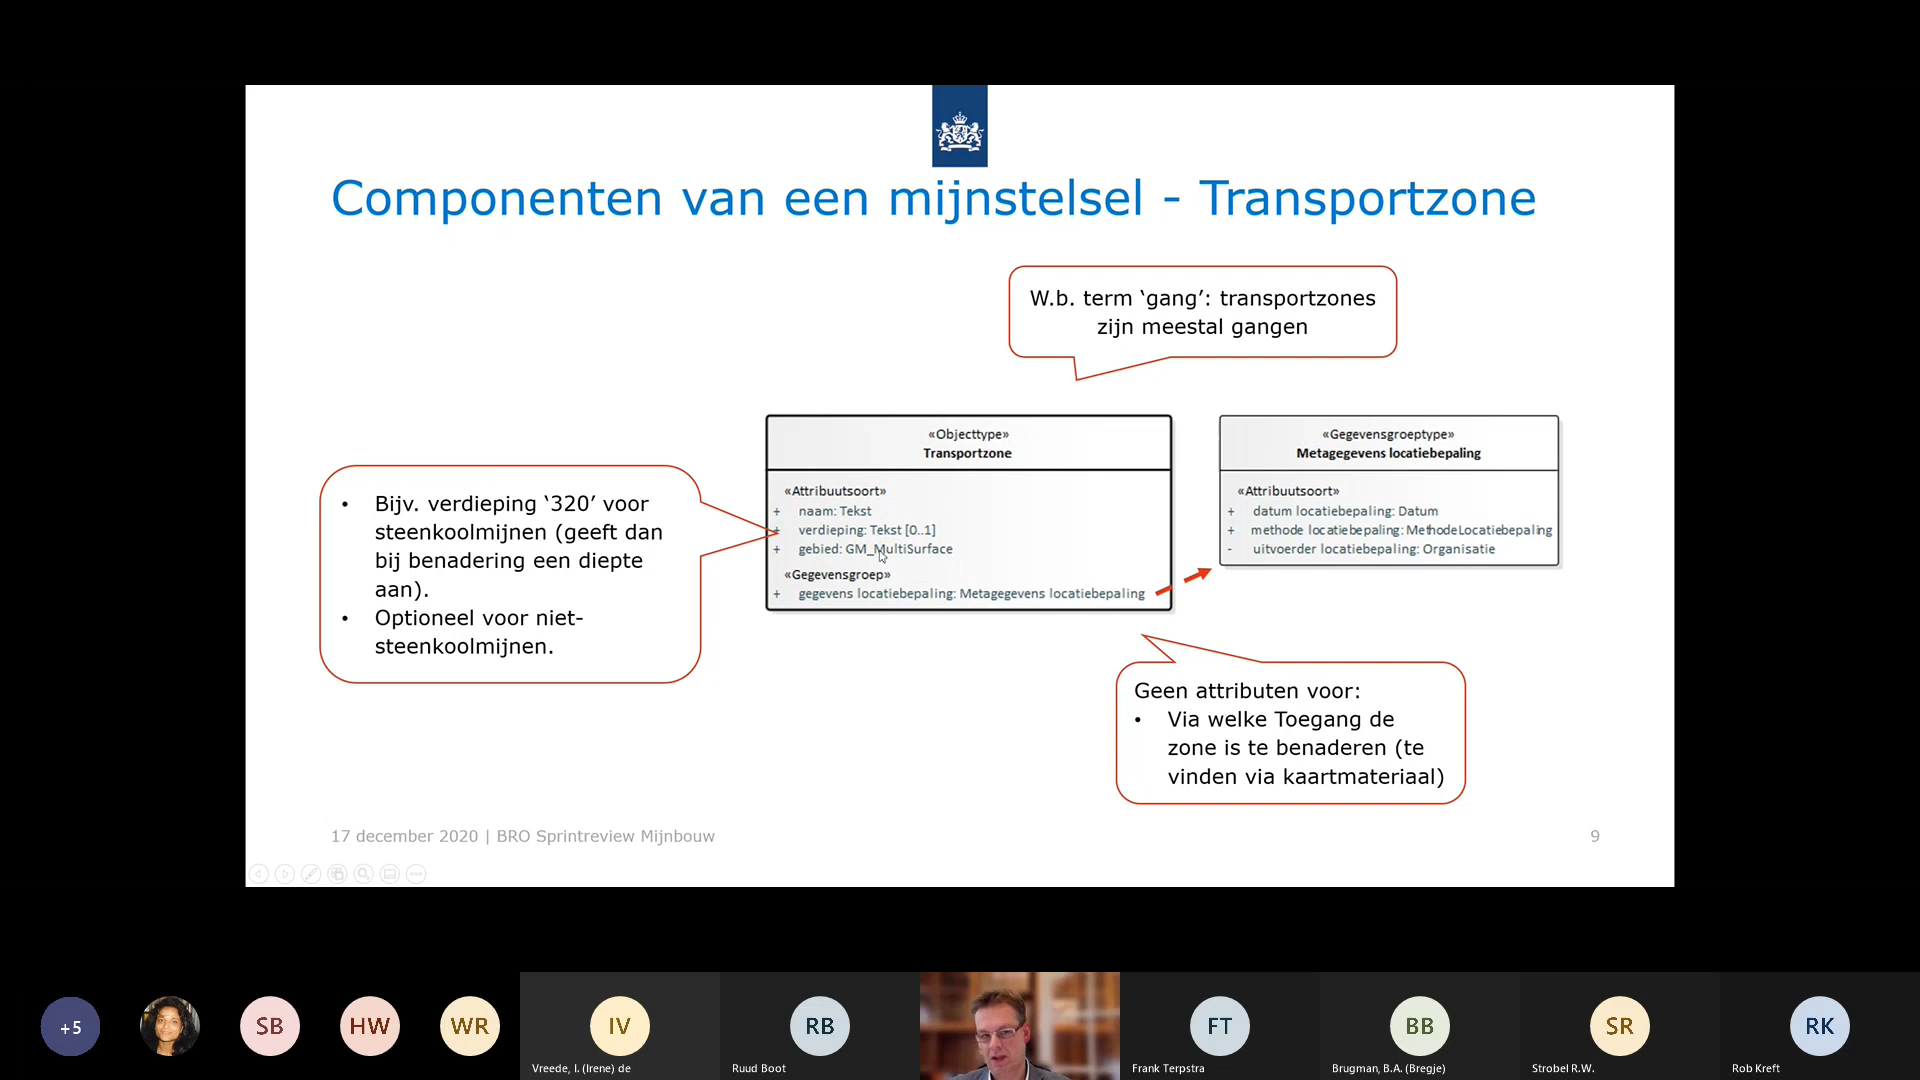 Componenten van een mijnstelsel - Transportzone
W.b. term ‘gang’: transportzones
zijn meestal gangen
• Bijv. verdieping ‘320’ voor
steenkoolmijnen (geeft dan
bij benadering een diepte
aan).
• Optioneel voor niet-
steenkoolmijnen.
«Objecttype»
Transportzone
«Attribuutsoort»
+ naam: Tekst
+ verdieping: Tekst [0..1]
+ gebied: GM_MultiSurface
«Gegevensgroep»
+ gegevens locatiebepaling: Metagegevens locatiebepaling
«Gegevensgroeptype»
Metagegevens locatiebepaling
«Attribuutsoort»
+ datum locatiebepaling: Datum
+ methode locatiebepaling: MethodeLocatiebepaling
- uitvoerder locatiebepaling: Organisatie
Geen attributen voor:
• Via welke Toegang de
zone is te benaderen (te
vinden via kaartmateriaal)
17 december 2020 | BRO Sprintreview Mijnbouw
9
+5
SB
HW
WR
IV
Vreede, I. (Irene) de
RB
Ruud Boot
FT
Frank Terpstra
BB
Brugman, B.A. (Bregje)
SR
Strobel R.W.
RK
Rob Kreft